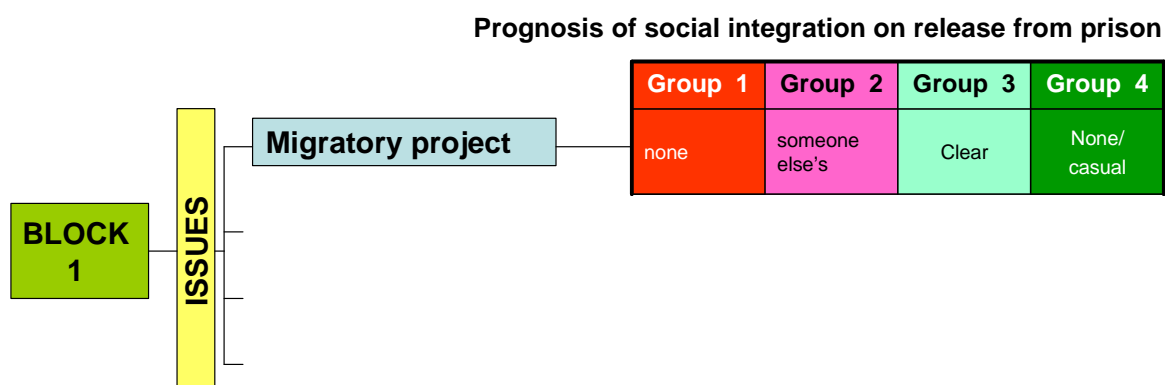 Prognosis of social integration on release from prison
Group 1 Group 2 Group 3 Group 4
Migratory project
none
someone
else's
Clear
None/
casual
BLOCK
1
ISSUES